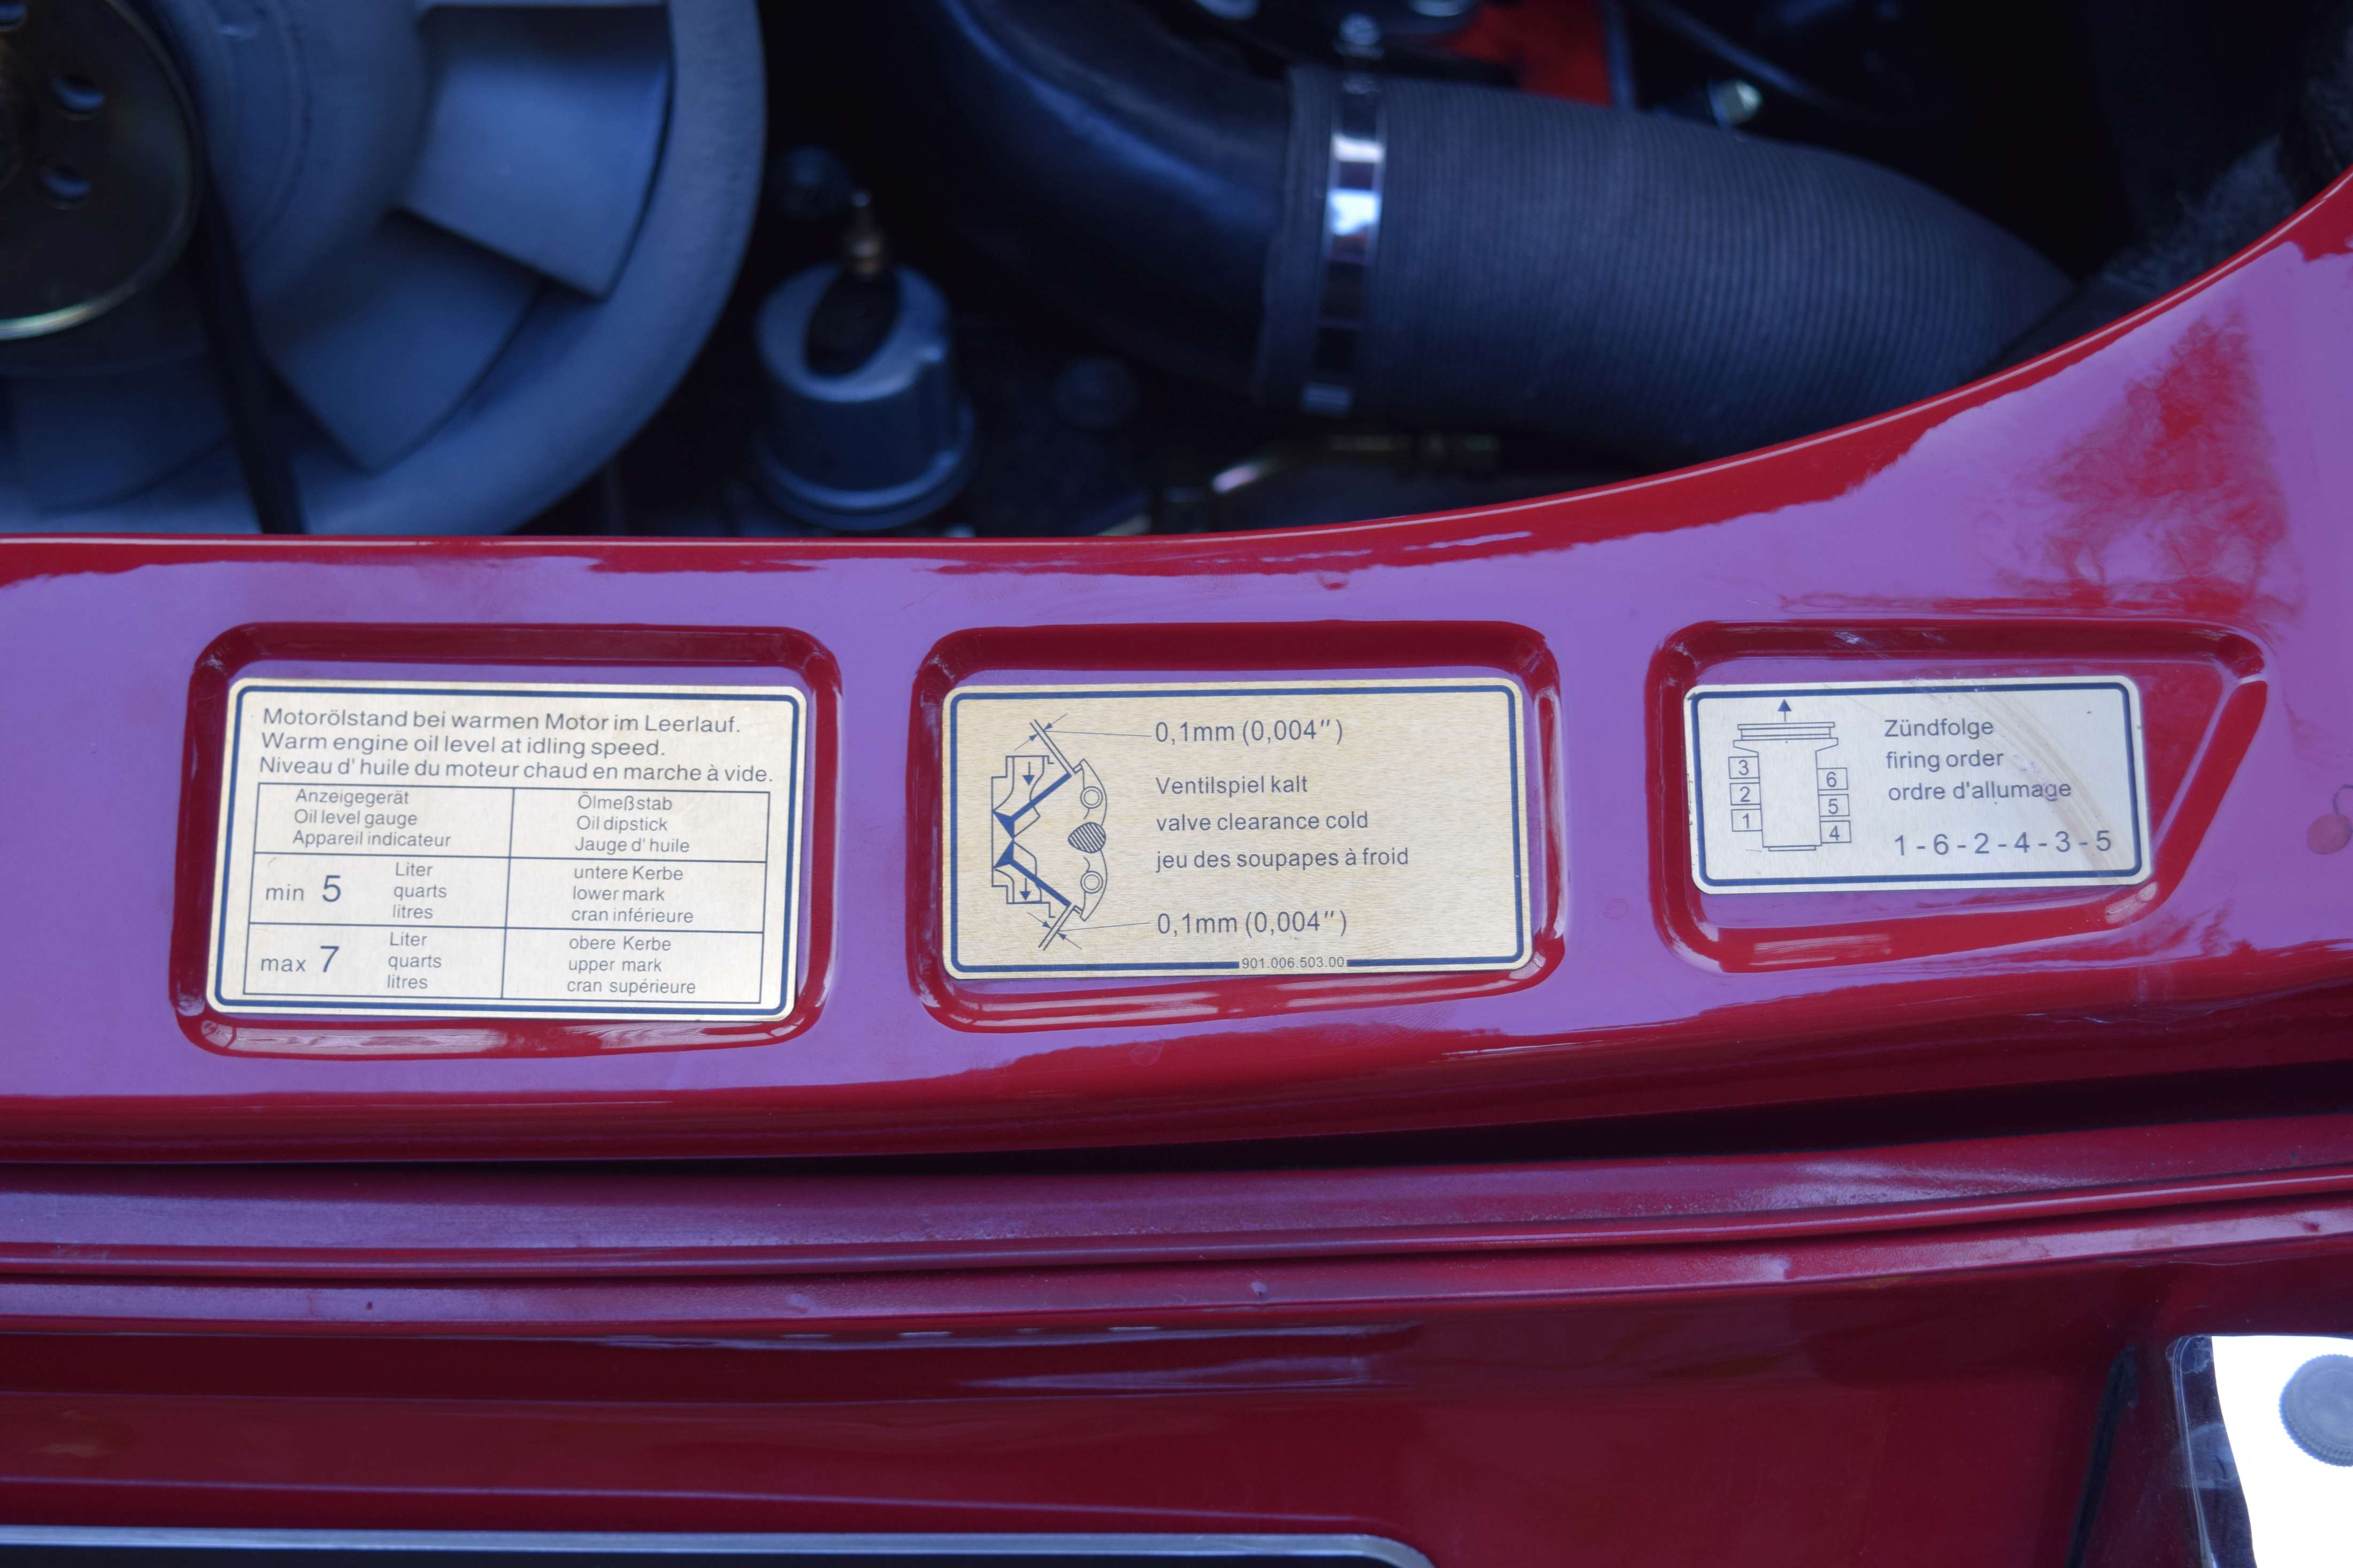 Motorölstand bei warmen Motor im Leerlauf.
Warm engine oil level at idling speed.
Niveau d' huile du moteur chaud en marche à vide.
Anzeigegerät
Oil level gauge
Appareil indicateur
Ölmeßstab
Oil dipstick
Jauge d' huile
min 5
Liter
quarts
litres
untere Kerbe
lower mark
cran inférieure
max 7
Liter
quarts
litres
obere Kerbe
upper mark
cran supérieure
0,1mm (0,004")
Ventilspiel kalt
valve clearance cold
jeu des soupapes à froid
0,1mm (0,004")
901.006.503.00
3
2
1
6
5
4
Zündfolge
firing order
ordre d'allumage
1-6-2-4-3-5